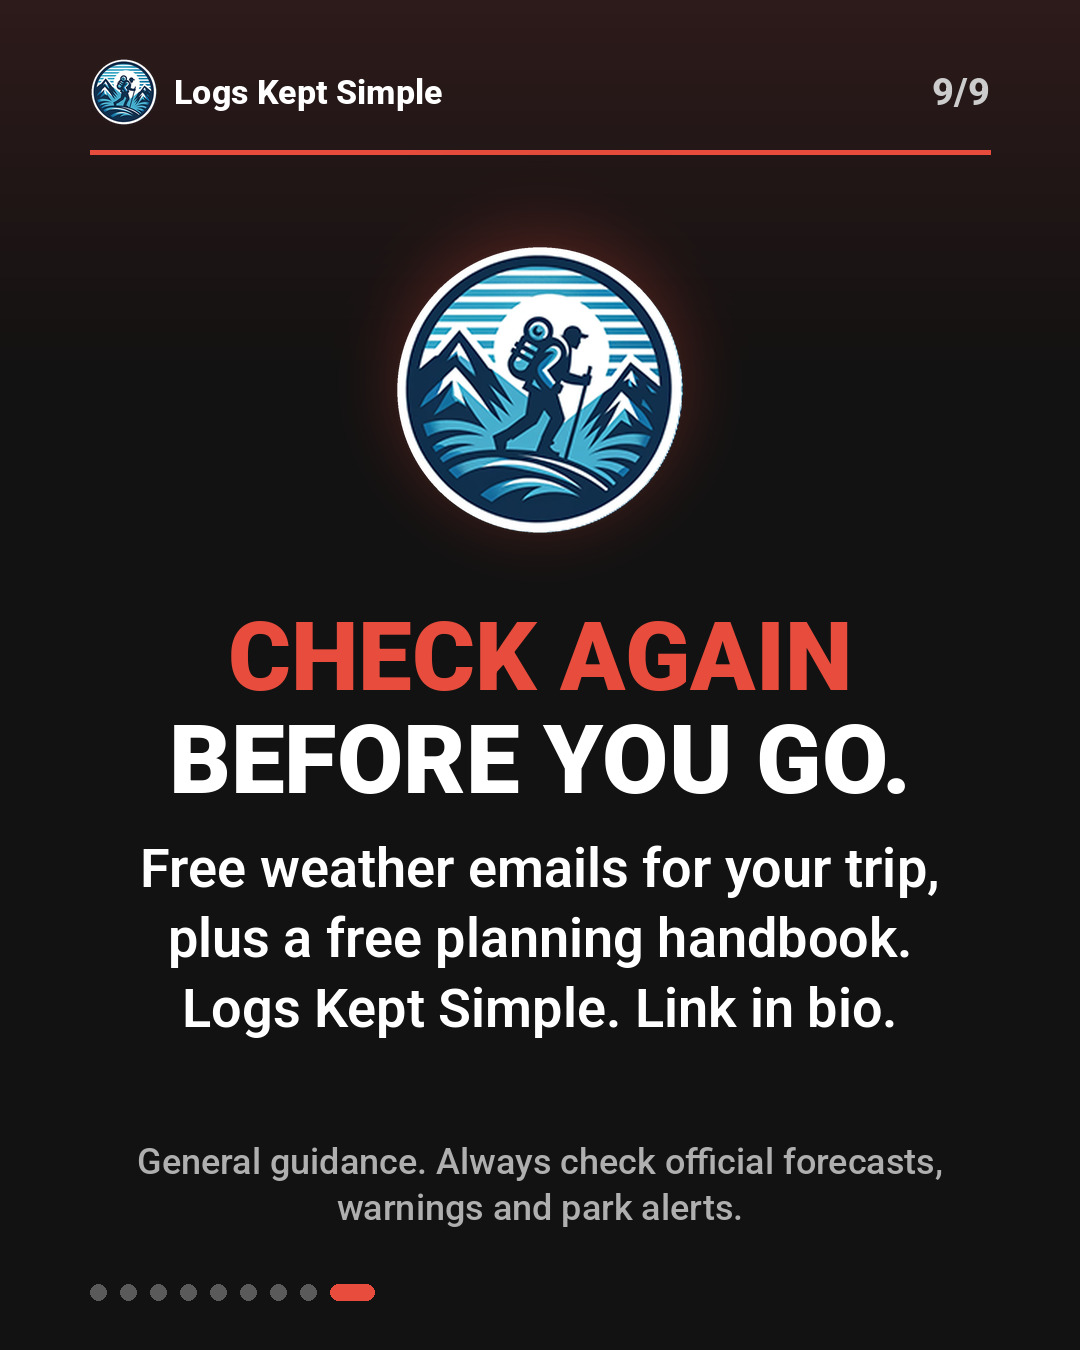 Logs Kept Simple
9/9
CHECK AGAIN
BEFORE YOU GO.
Free weather emails for your trip,
plus a free planning handbook.
Logs Kept Simple. Link in bio.
General guidance. Always check official forecasts,
warnings and park alerts.